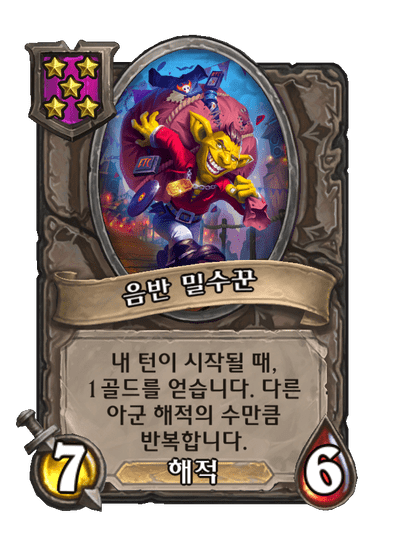 음반 밀수꾼
내 턴이 시작될 때,
1골드를 얻습니다. 다른
아군 해적의 수만큼
반복합니다.
해적
7
6